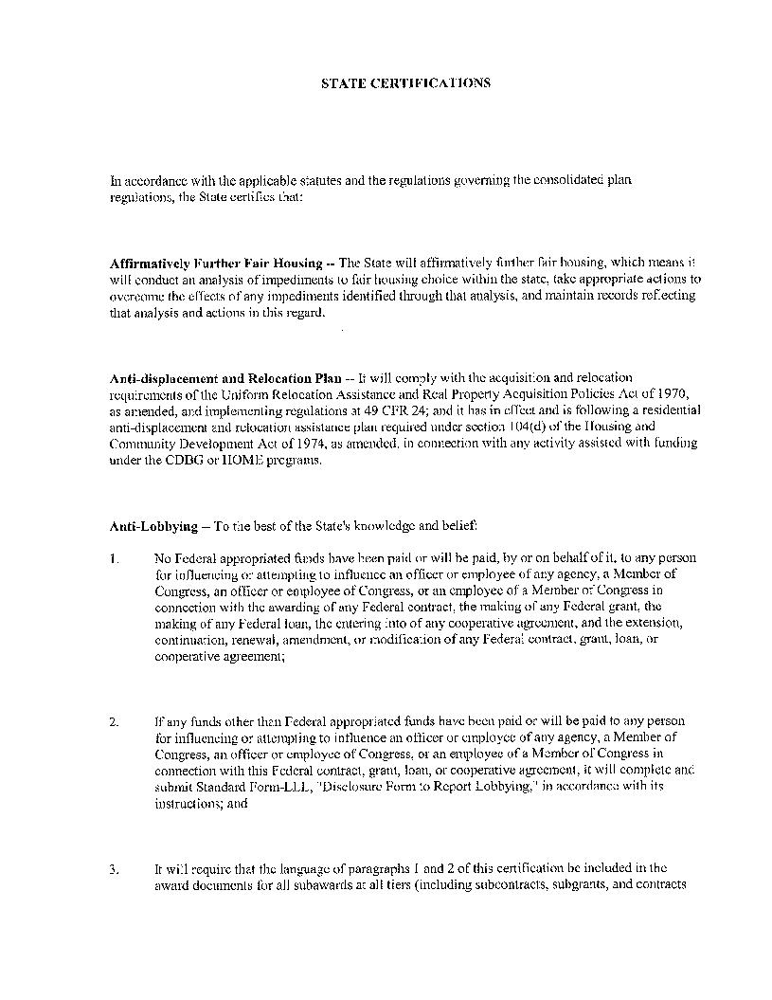 STATE CERTIFICATIONS
In accordance with the applicable statutes and the regulations governing the consolidated plan
regulations, the State certifies that:
Affirmatively Further Fair Housing -- The State will affirmatively further fair housing, which means it
will conduct an analysis of impediments to fair housing choice within the state, take appropriate actions to
overcome the effects of any impediments identified through that analysis, and maintain records reflecting
that analysis and actions in this regard.
Anti-displacement and Relocation Plan -- It will comply with the acquisition and relocation
requirements of the Uniform Relocation Assistance and Real Property Acquisition Policies Act of 1970,
as amended, and implementing regulations at 49 CFR 24; and it has in effect and is following a residential
anti-displacement and relocation assistance plan required under section 104(d) of the Housing and
Community Development Act of 1974, as amended, in connection with any activity assisted with funding
under the CDBG or HOME programs.
Anti-Lobbying -- To the best of the State's knowledge and belief:
1. No Federal appropriated funds have been paid or will be paid, by or on behalf of it, to any person
for influencing or attempting to influence an officer or employee of any agency, a Member of
Congress, an officer or employee of Congress, or an employee of a Member of Congress in
connection with the awarding of any Federal contract, the making of any Federal grant, the
making of any Federal loan, the entering into of any cooperative agreement, and the extension,
continuation, renewal, amendment, or modification of any Federal contract, grant, loan, or
cooperative agreement;
2. If any funds other than Federal appropriated funds have been paid or will be paid to any person
for influencing or attempting to influence an officer or employee of any agency, a Member of
Congress, an officer or employee of Congress, or an employee of a Member of Congress in
connection with this Federal contract, grant, loan, or cooperative agreement, it will complete and
submit Standard Form-LLL, "Disclosure Form to Report Lobbying," in accordance with its
instructions; and
3. It will require that the language of paragraphs 1 and 2 of this certification be included in the
award documents for all subawards at all tiers (including subcontracts, subgrants, and contracts